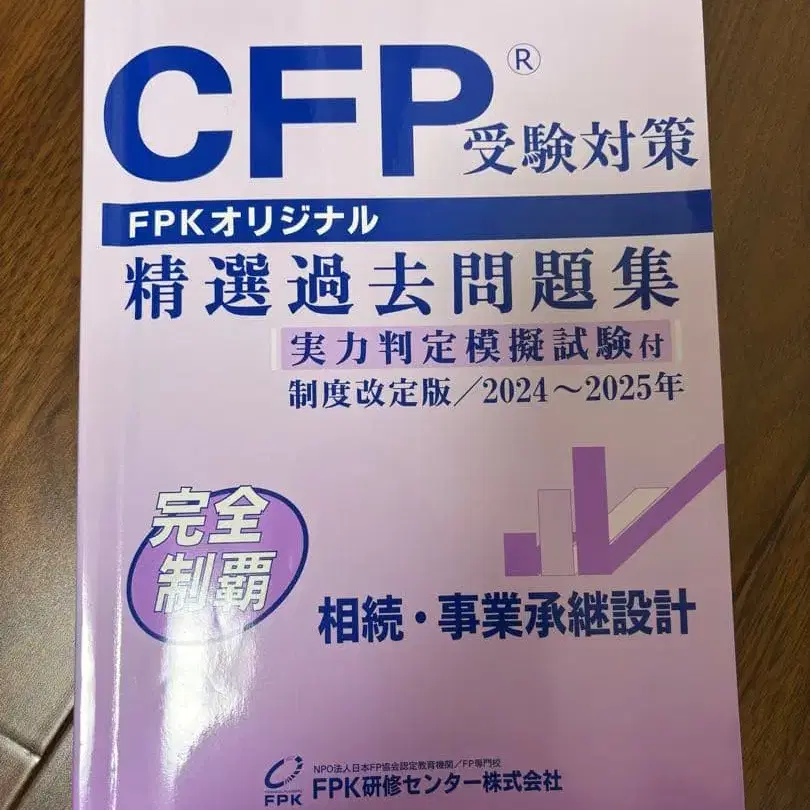 CFP® 受験対策
FPKオリジナル
精選過去問題集
実力判定模擬試験付
制度改定版／2024～2025年
完全
制覇
相続・事業承継設計
NPO法人日本FP協会認定教育機関／FP専門校
FPK FPK研修センター株式会社